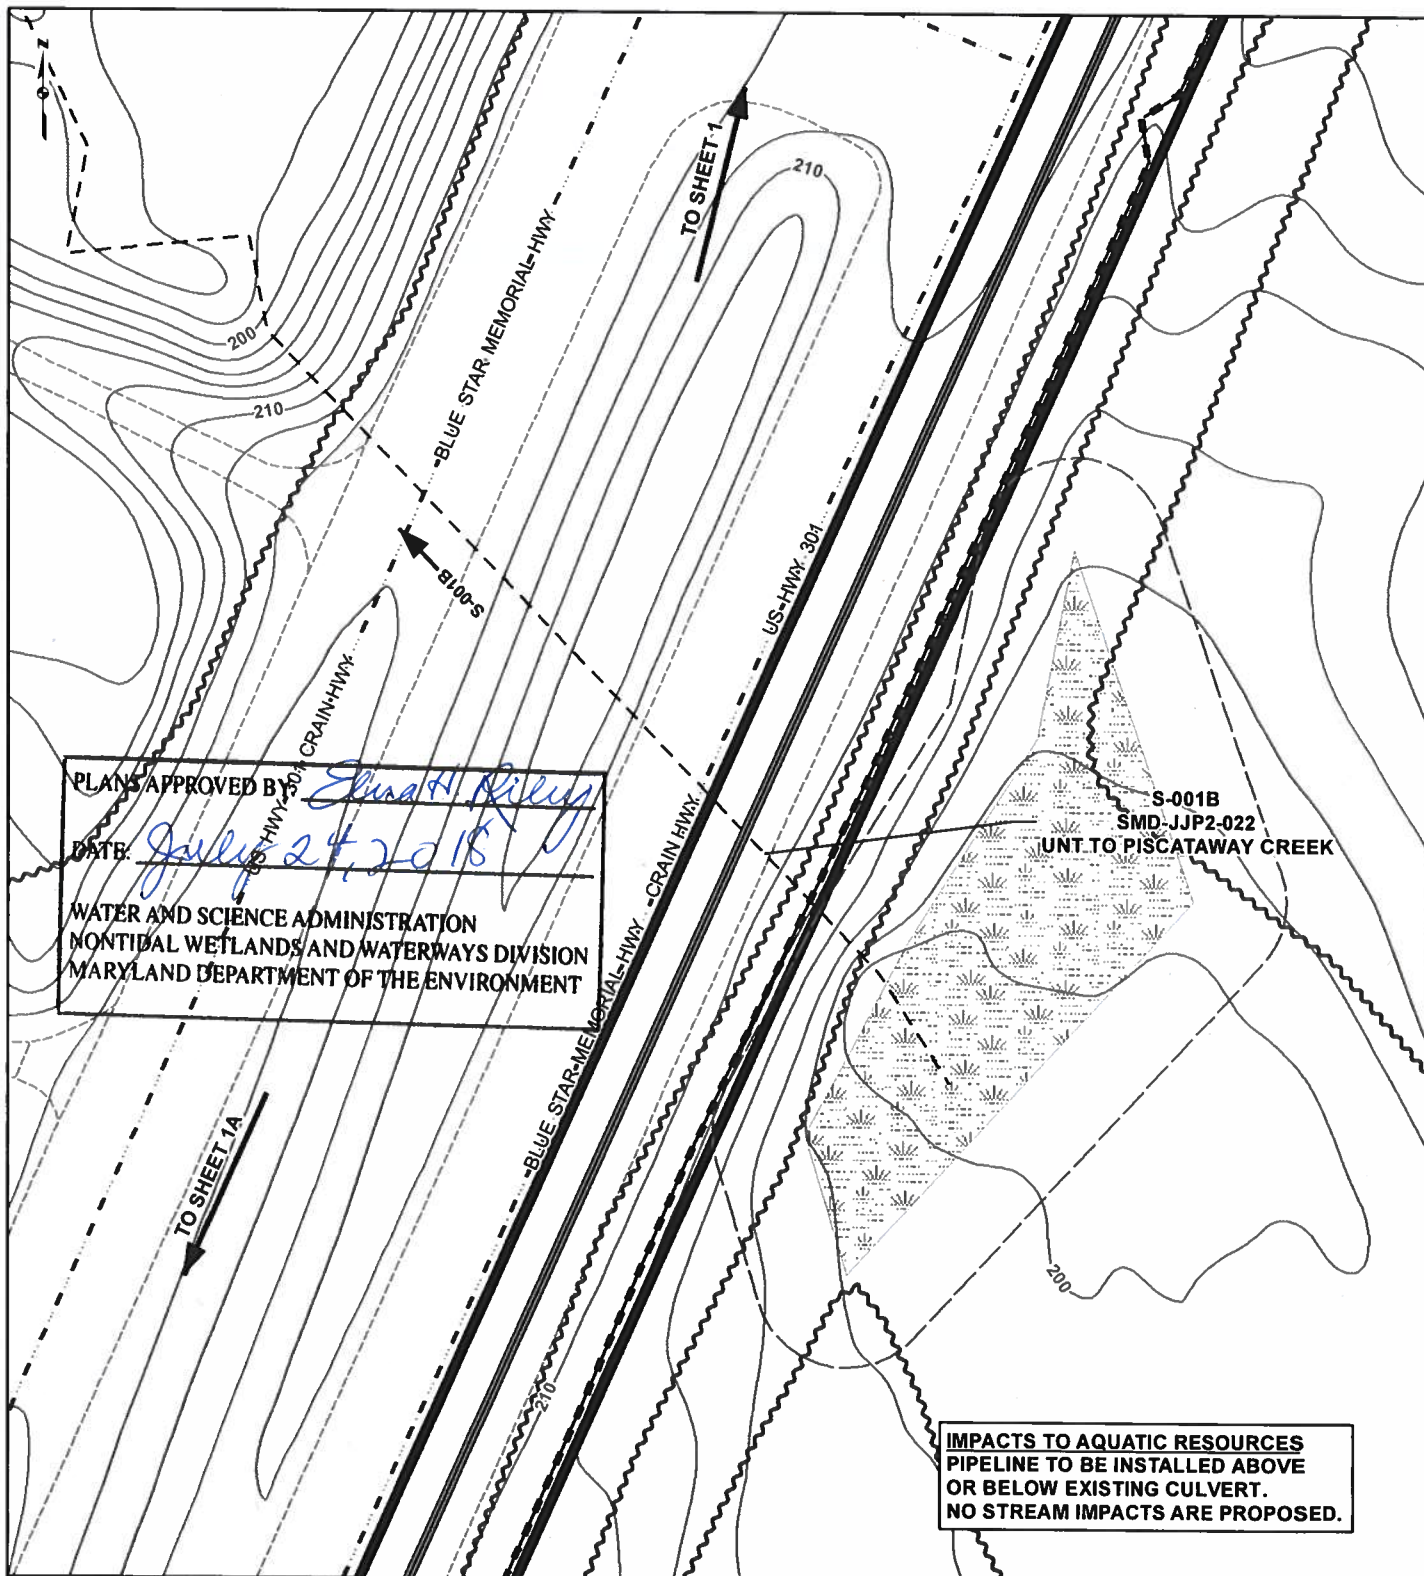 N
TO SHEET 1
210
BLUE STAR MEMORIAL HWY
200
210
S-001B
US HWY 301
US HWY 301, CRAIN HWY
PLANS APPROVED BY: Elisa H. Riley
DATE: July 24, 2018
WATER AND SCIENCE ADMINISTRATION
NONTIDAL WETLANDS AND WATERWAYS DIVISION
MARYLAND DEPARTMENT OF THE ENVIRONMENT
S-001B
SMD-JJP2-022
UNT TO PISCATAWAY CREEK
BLUE STAR MEMORIAL HWY
CRAIN HWY
TO SHEET 1A
200
210
IMPACTS TO AQUATIC RESOURCES
PIPELINE TO BE INSTALLED ABOVE
OR BELOW EXISTING CULVERT.
NO STREAM IMPACTS ARE PROPOSED.